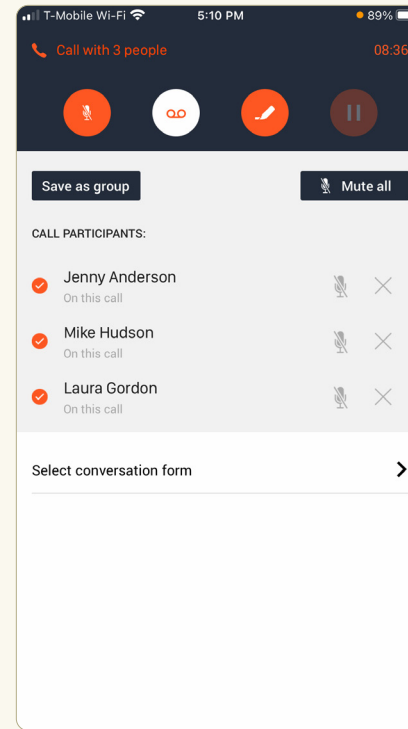 T-Mobile Wi-Fi 5:10 PM 89%
Call with 3 people 08:36
Save as group Mute all
CALL PARTICIPANTS:
Jenny Anderson
On this call
Mike Hudson
On this call
Laura Gordon
On this call
Select conversation form